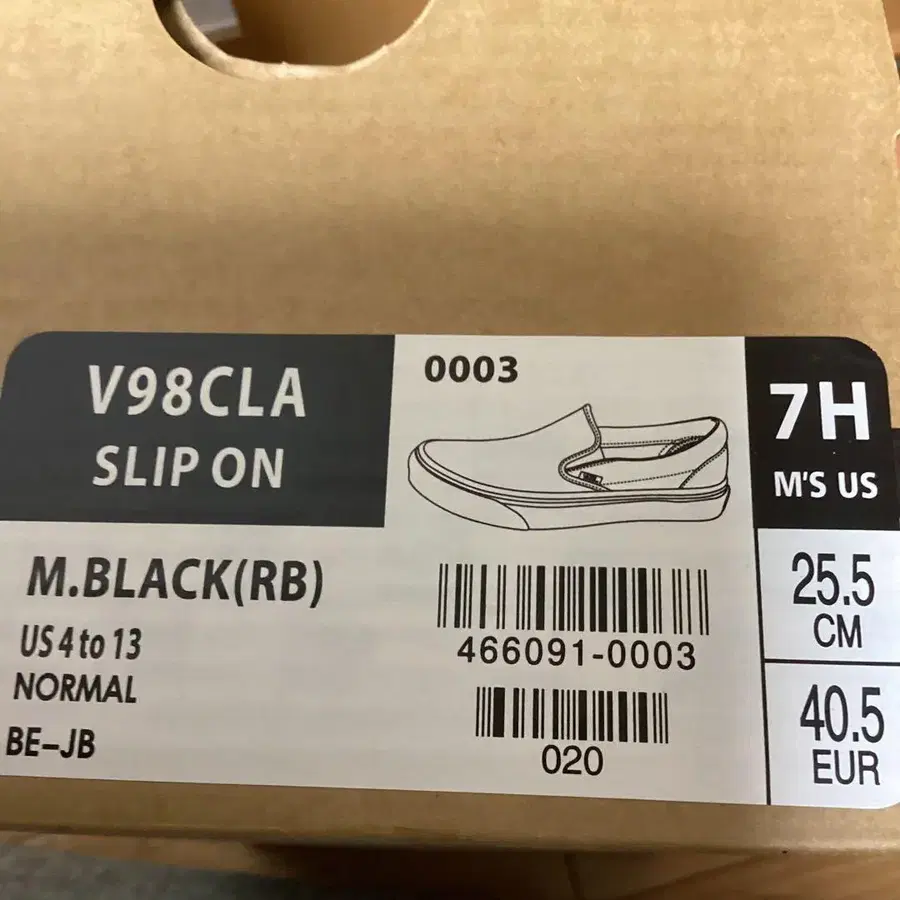 V98CLA
SLIP ON
0003
7H
M'S US
M.BLACK(RB)
US 4 to 13
NORMAL
BE-JB
466091-0003
020
25.5
CM
40.5
EUR